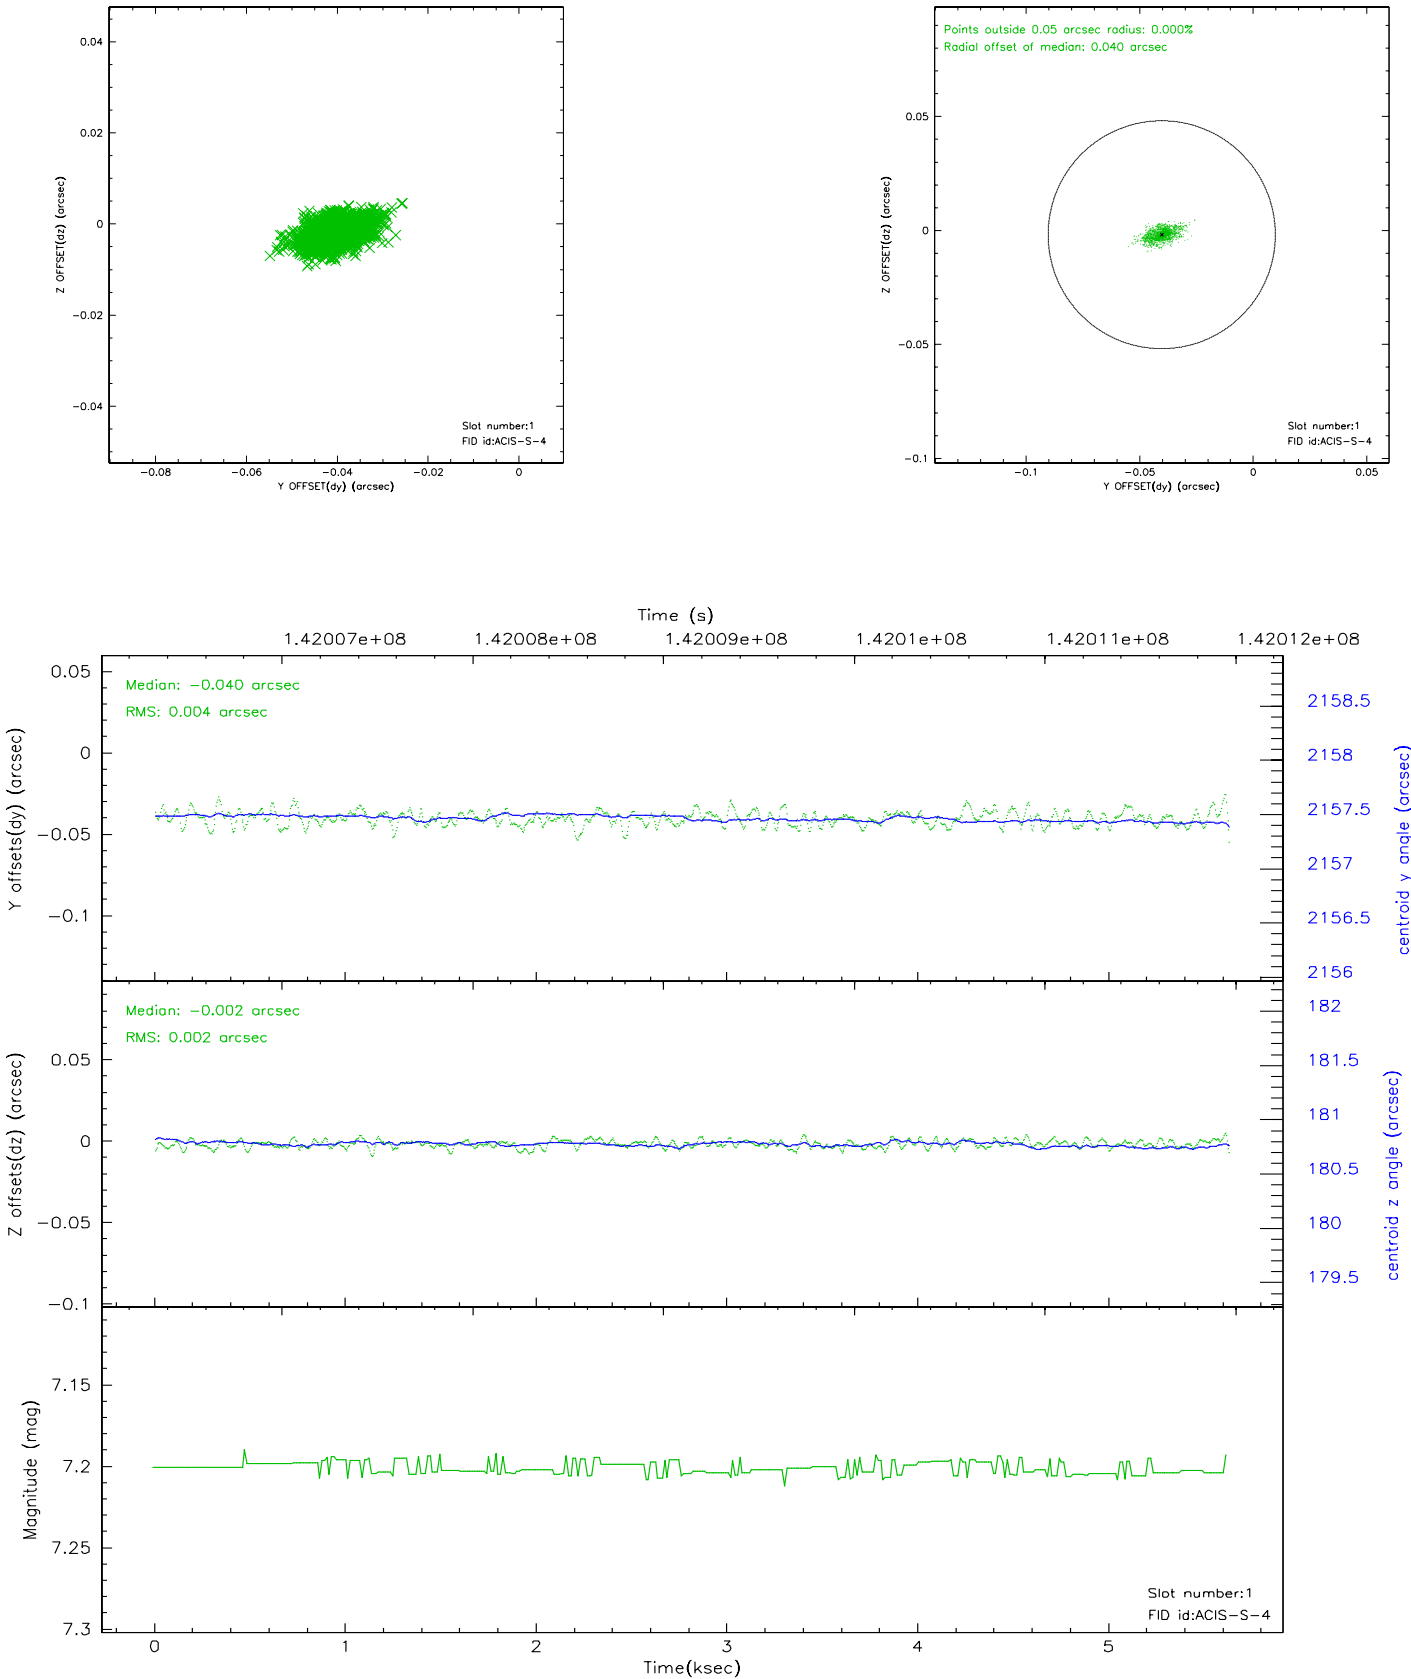 0.04
0.02
0
-0.02
-0.04
Z OFFSET(dz) (arcsec)
Slot number:1
FID id:ACIS-S-4
-0.08 -0.06 -0.04 -0.02 0
Y OFFSET(dy) (arcsec)
Points outside 0.05 arcsec radius: 0.000%
Radial offset of median: 0.040 arcsec
0.05
0
-0.05
-0.1
Z OFFSET(dz) (arcsec)
Slot number:1
FID id:ACIS-S-4
-0.1 -0.05 0 0.05
Y OFFSET(dy) (arcsec)
Time (s)
1.42007e+08 1.42008e+08 1.42009e+08 1.4201e+08 1.42011e+08 1.42012e+08
Median: -0.040 arcsec
RMS: 0.004 arcsec
0.05
0
-0.05
-0.1
Y offsets(dy) (arcsec)
2158.5
2158
2157.5
2157
2156.5
2156
centroid y angle (arcsec)
Median: -0.002 arcsec
RMS: 0.002 arcsec
0.05
0
-0.05
-0.1
Z offsets(dz) (arcsec)
182
181.5
181
180.5
180
179.5
centroid z angle (arcsec)
7.15
7.2
7.25
7.3
Magnitude (mag)
Slot number:1
FID id:ACIS-S-4
0 1 2 3 4 5
Time(ksec)